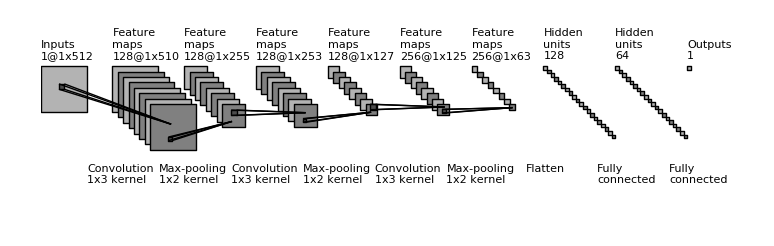 Inputs
1@1x512
Feature
maps
128@1x510
Feature
maps
128@1x255
Feature
maps
128@1x253
Feature
maps
128@1x127
Feature
maps
256@1x125
Feature
maps
256@1x63
Hidden
units
128
Hidden
units
64
Outputs
1
Convolution
1x3 kernel
Max-pooling
1x2 kernel
Convolution
1x3 kernel
Max-pooling
1x2 kernel
Convolution
1x3 kernel
Max-pooling
1x2 kernel
Flatten
Fully
connected
Fully
connected